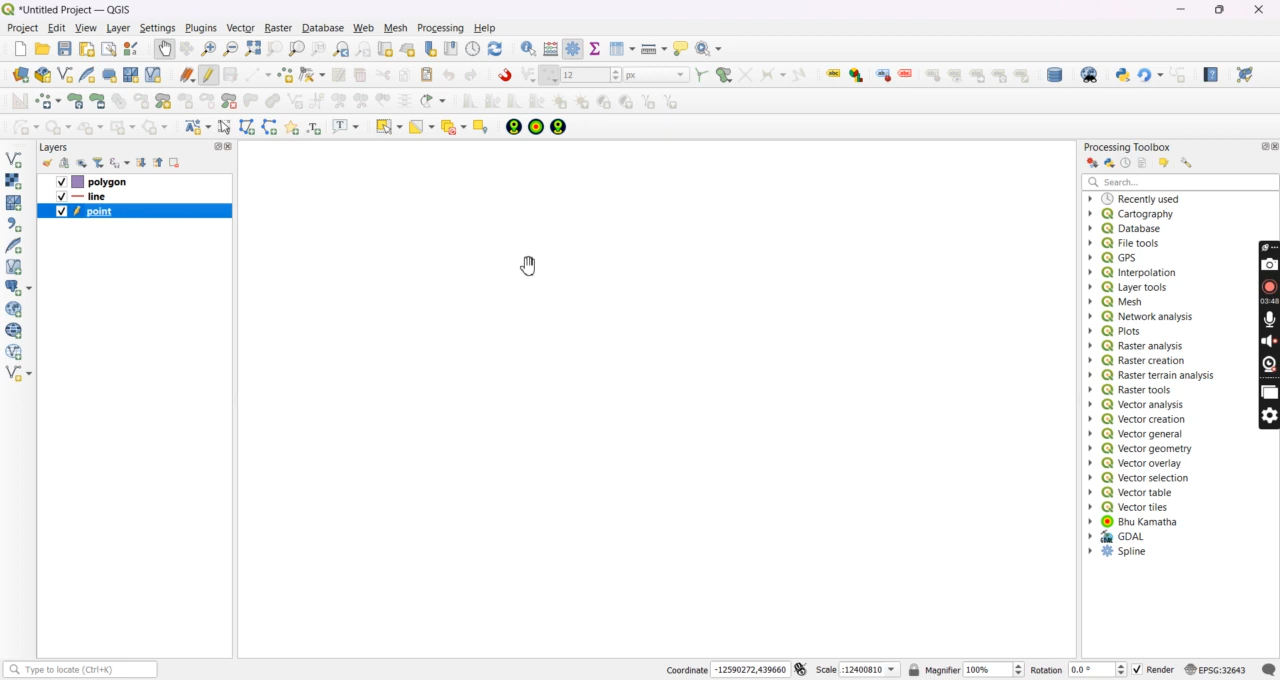 *Untitled Project — QGIS
Project Edit View Layer Settings Plugins Vector Raster Database Web Mesh Processing Help
12 px
Layers
polygon
line
point
Processing Toolbox
Search...
Recently used
Cartography
Database
File tools
GPS
Interpolation
Layer tools
Mesh
Network analysis
Plots
Raster analysis
Raster creation
Raster terrain analysis
Raster tools
Vector analysis
Vector creation
Vector general
Vector geometry
Vector overlay
Vector selection
Vector table
Vector tiles
Bhu Kamatha
GDAL
Spline
03:48
Type to locate (Ctrl+K) Coordinate -12590272,439660 Scale :12400810 Magnifier 100% Rotation 0.0 ° Render EPSG:32643